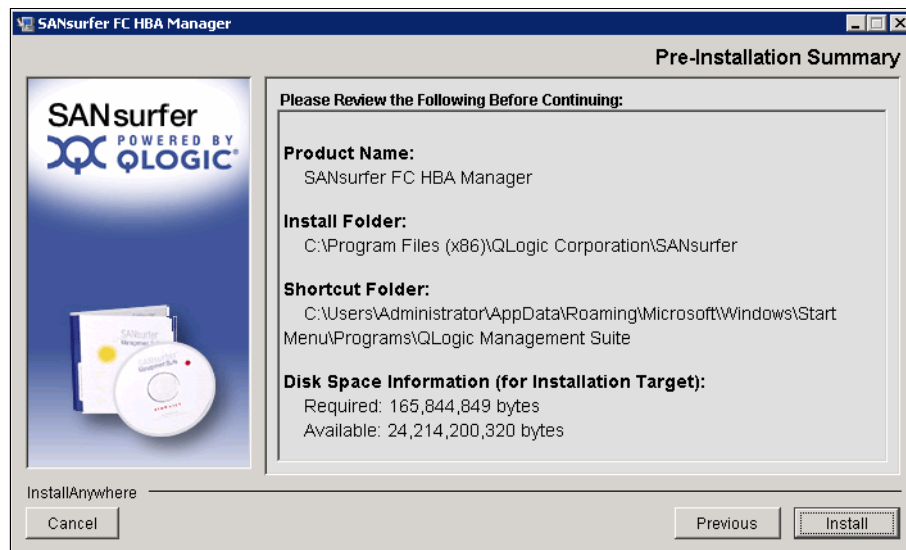 SANsurfer FC HBA Manager
Pre-Installation Summary
SANsurfer
POWERED BY
QLOGIC
Please Review the Following Before Continuing:
Product Name:
SANsurfer FC HBA Manager
Install Folder:
C:\Program Files (x86)\QLogic Corporation\SANsurfer
Shortcut Folder:
C:\Users\Administrator\AppData\Roaming\Microsoft\Windows\Start
Menu\Programs\QLogic Management Suite
Disk Space Information (for Installation Target):
Required: 165,844,849 bytes
Available: 24,214,200,320 bytes
SANsurfer
Management Suite
InstallAnywhere
Cancel
Previous
Install